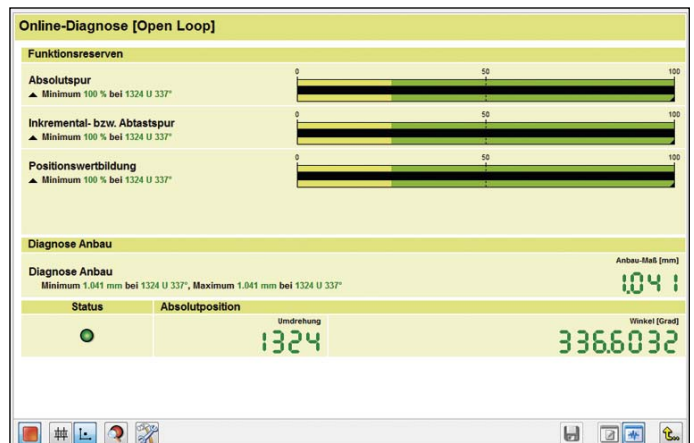 Online-Diagnose [Open Loop]
Funktionsreserven
Absolutspur
Minimum 100 % bei 1324 U 337°
0 50 100
Inkremental- bzw. Abtastspur
Minimum 100 % bei 1324 U 337°
0 50 100
Positionswertbildung
Minimum 100 % bei 1324 U 337°
0 50 100
Diagnose Anbau
Anbau-Maß [mm]
Diagnose Anbau
Minimum 1.041 mm bei 1324 U 337°, Maximum 1.041 mm bei 1324 U 337°
1.041
Status Absolutposition
Umdrehung Winkel [Grad]
1324 336.6032